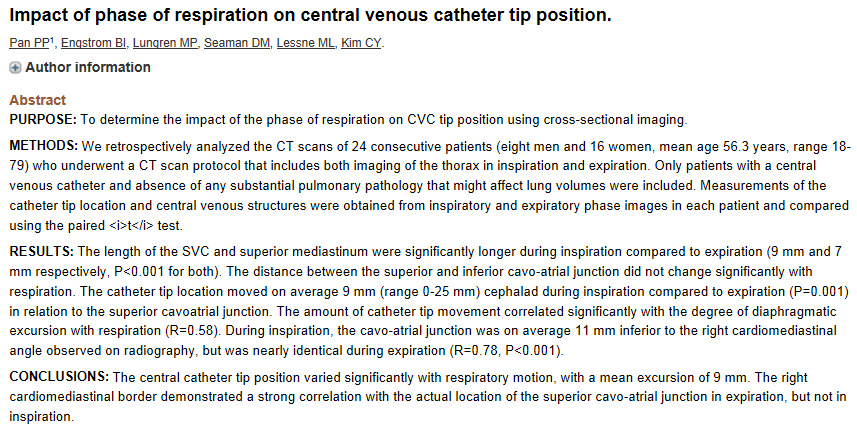 Impact of phase of respiration on central venous catheter tip position.
Pan PP1, Engstrom BI, Lungren MP, Seaman DM, Lessne ML, Kim CY.
Author information
Abstract
PURPOSE: To determine the impact of the phase of respiration on CVC tip position using cross-sectional imaging.
METHODS: We retrospectively analyzed the CT scans of 24 consecutive patients (eight men and 16 women, mean age 56.3 years, range 18-
79) who underwent a CT scan protocol that includes both imaging of the thorax in inspiration and expiration. Only patients with a central
venous catheter and absence of any substantial pulmonary pathology that might affect lung volumes were included. Measurements of the
catheter tip location and central venous structures were obtained from inspiratory and expiratory phase images in each patient and compared
using the paired <i>t</i> test.
RESULTS: The length of the SVC and superior mediastinum were significantly longer during inspiration compared to expiration (9 mm and 7
mm respectively, P<0.001 for both). The distance between the superior and inferior cavo-atrial junction did not change significantly with
respiration. The catheter tip location moved on average 9 mm (range 0-25 mm) cephalad during inspiration compared to expiration (P=0.001)
in relation to the superior cavoatrial junction. The amount of catheter tip movement correlated significantly with the degree of diaphragmatic
excursion with respiration (R=0.58). During inspiration, the cavo-atrial junction was on average 11 mm inferior to the right cardiomediastinal
angle observed on radiography, but was nearly identical during expiration (R=0.78, P<0.001).
CONCLUSIONS: The central catheter tip position varied significantly with respiratory motion, with a mean excursion of 9 mm. The right
cardiomediastinal border demonstrated a strong correlation with the actual location of the superior cavo-atrial junction in expiration, but not in
inspiration.